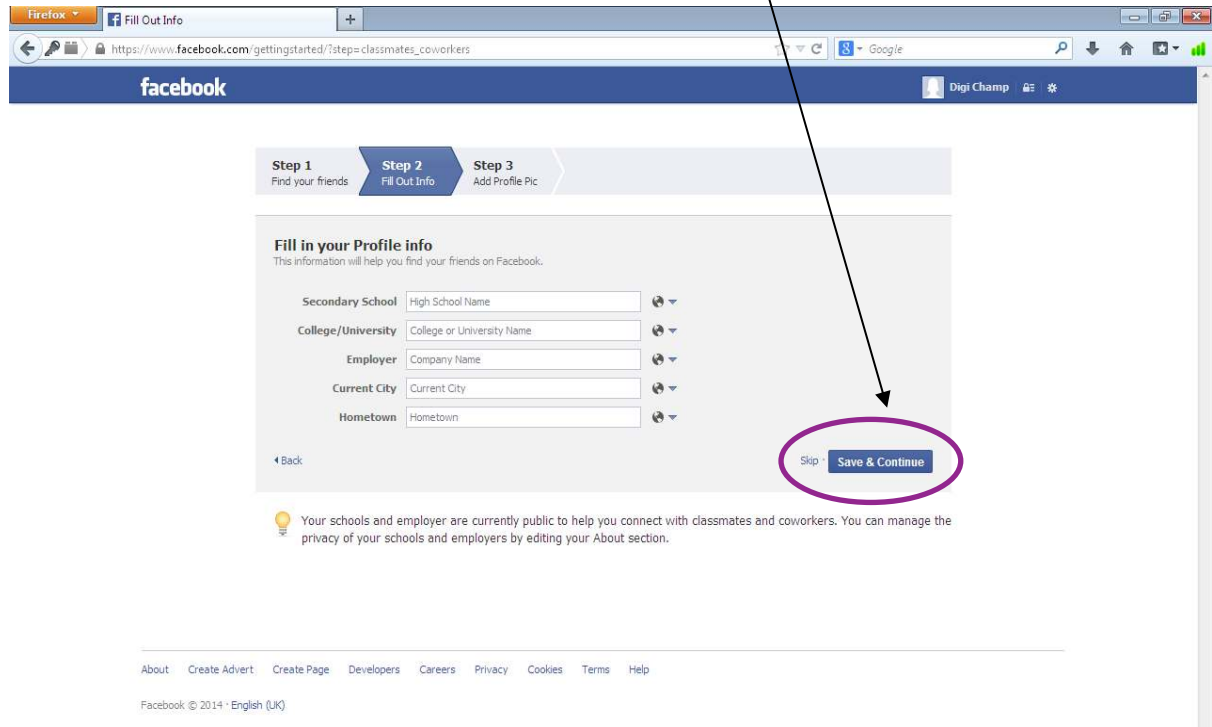 Firefox
Fill Out Info
https://www.facebook.com/gettingstarted/?step=classmates_coworkers
Google
facebook
Digi Champ
Step 1
Find your friends
Step 2
Fill Out Info
Step 3
Add Profile Pic
Fill in your Profile info
This information will help you find your friends on Facebook.
Secondary School High School Name
College/University College or University Name
Employer Company Name
Current City Current City
Hometown Hometown
Back
Skip · Save & Continue
Your schools and employer are currently public to help you connect with classmates and coworkers. You can manage the
privacy of your schools and employers by editing your About section.
About Create Advert Create Page Developers Careers Privacy Cookies Terms Help
Facebook © 2014 · English (UK)